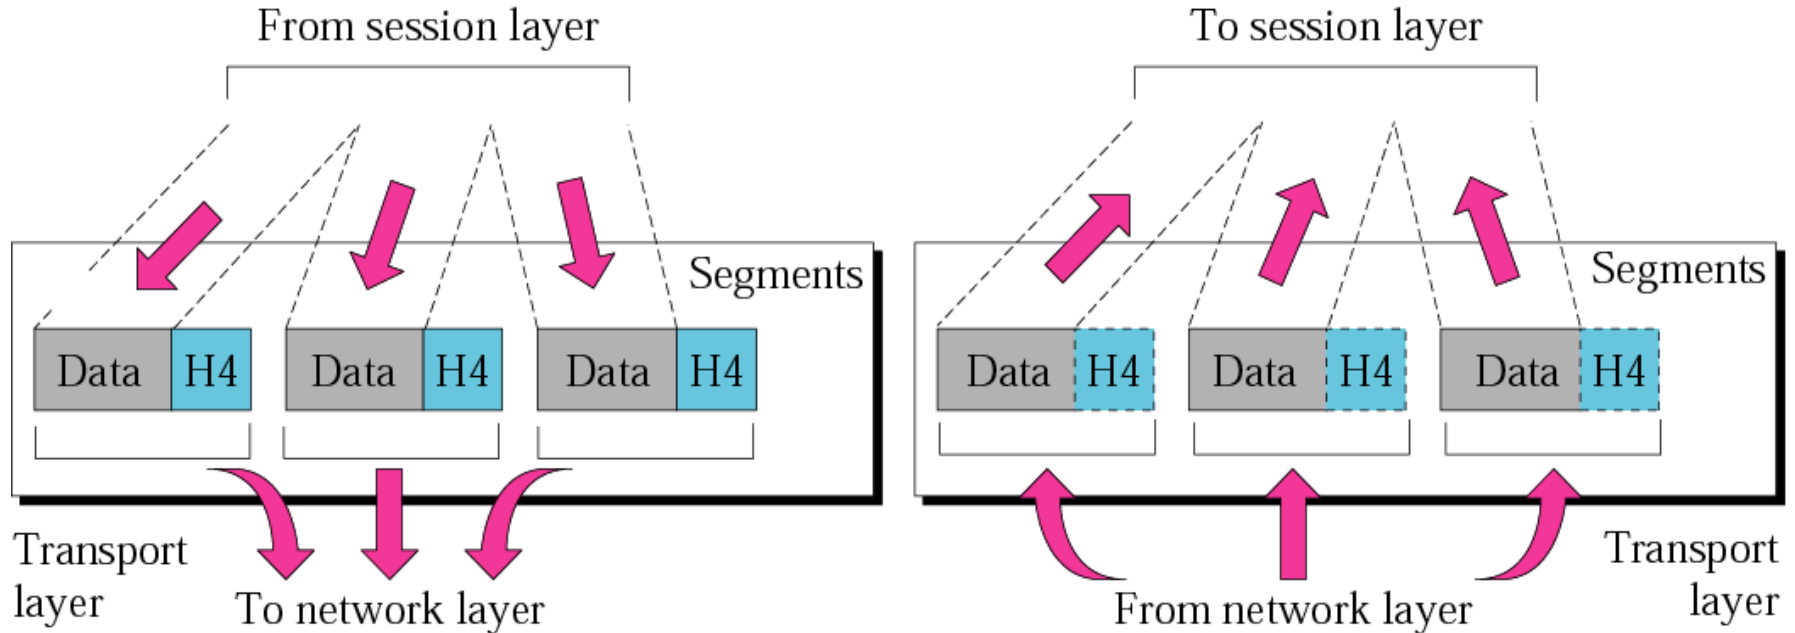 From session layer
Segments
Data H4 Data H4 Data H4
Transport
layer
To network layer
To session layer
Segments
Data H4 Data H4 Data H4
From network layer
Transport
layer